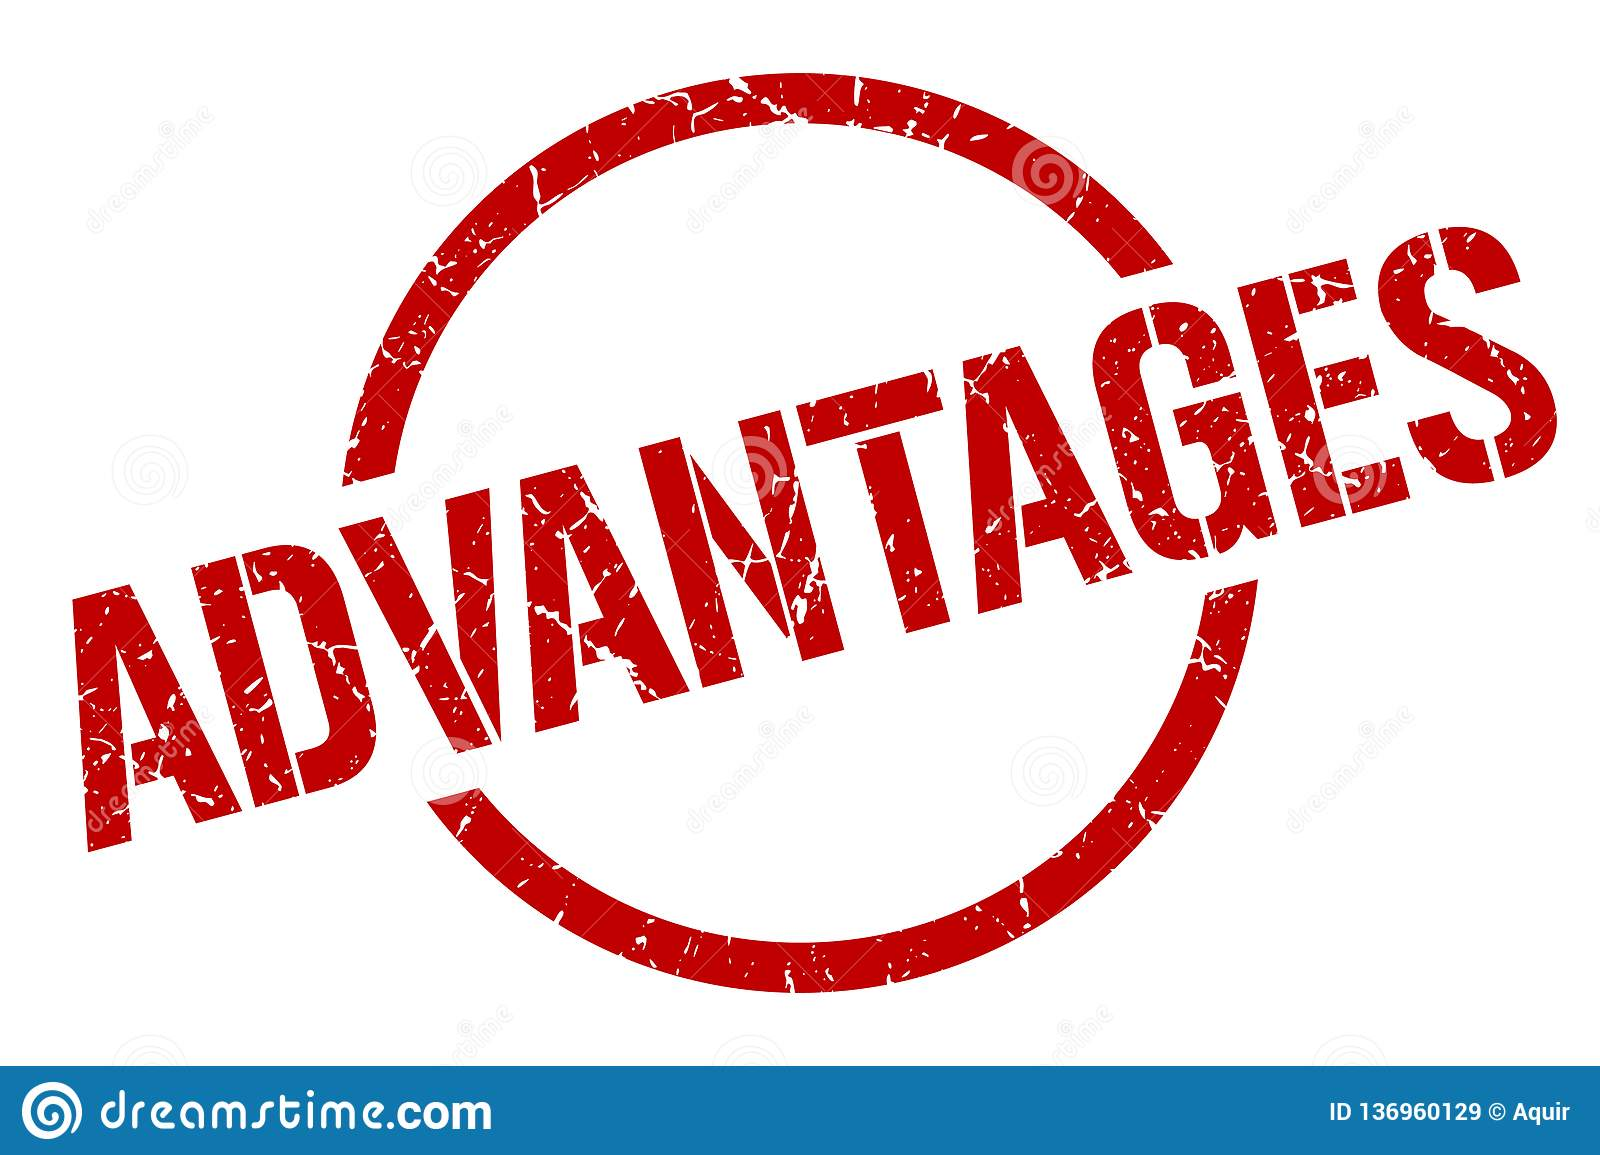 ADVANTAGES
dreamstime.com
ID 136960129 © Aquir